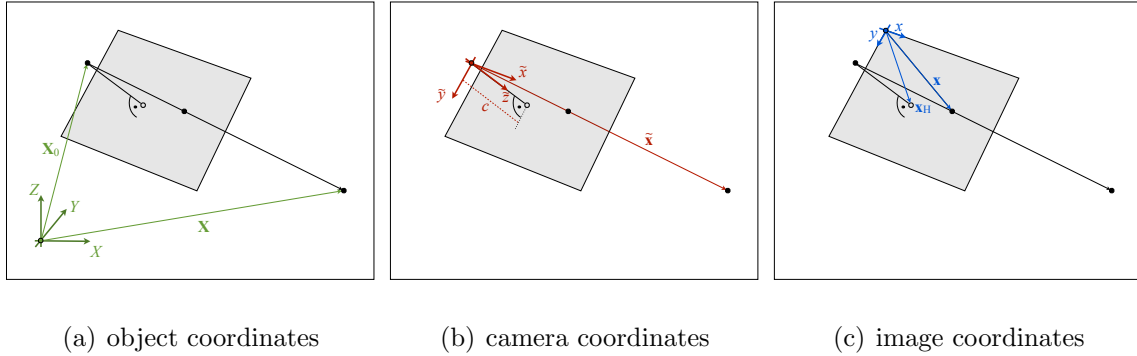 X₀
Z
Y
X
X
x̃
ỹ
z̃
c
x̃
y
x
x
x_H
(a) object coordinates
(b) camera coordinates
(c) image coordinates